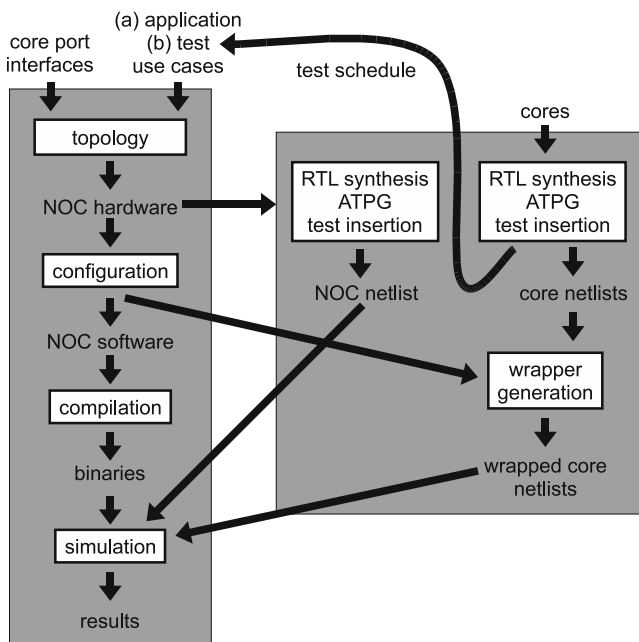 core port
interfaces
(a) application
(b) test
use cases
test schedule
topology
NOC hardware
configuration
NOC software
compilation
binaries
simulation
results
cores
RTL synthesis
ATPG
test insertion
NOC netlist
RTL synthesis
ATPG
test insertion
core netlists
wrapper
generation
wrapped core
netlists